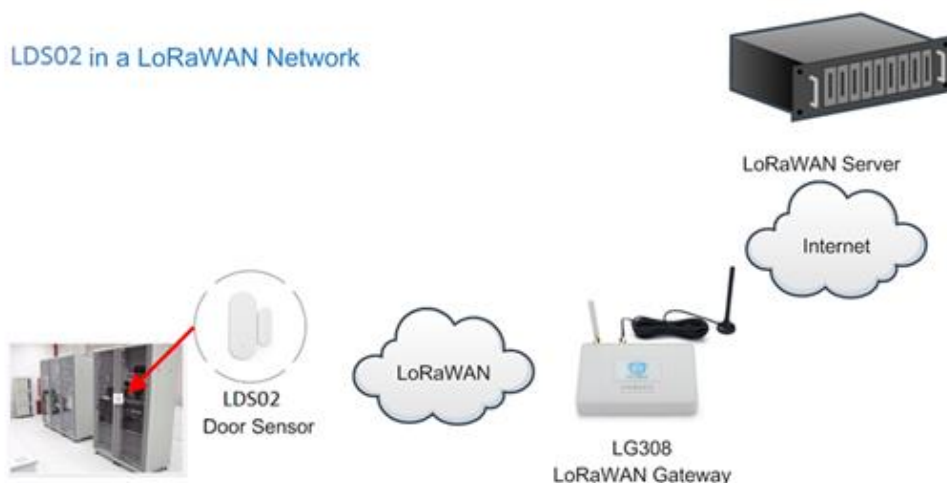 LDS02 in a LoRaWAN Network
LoRaWAN Server
Internet
LoRaWAN
LDS02
Door Sensor
LG308
LoRaWAN Gateway